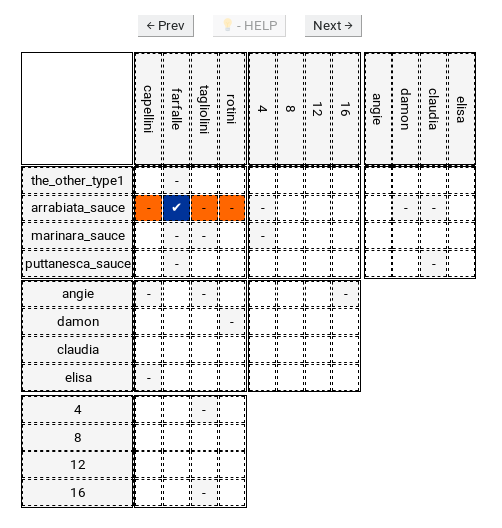 ← Prev 💡 - HELP Next →
capellini farfalle tagliolini rotini 4 8 12 16 angie damon claudia elisa
the_other_type1 -
arrabiata_sauce - ✔ - - - - -
marinara_sauce - - -
puttanesca_sauce - -
angie - - -
damon -
claudia
elisa -
4 -
8
12
16 -